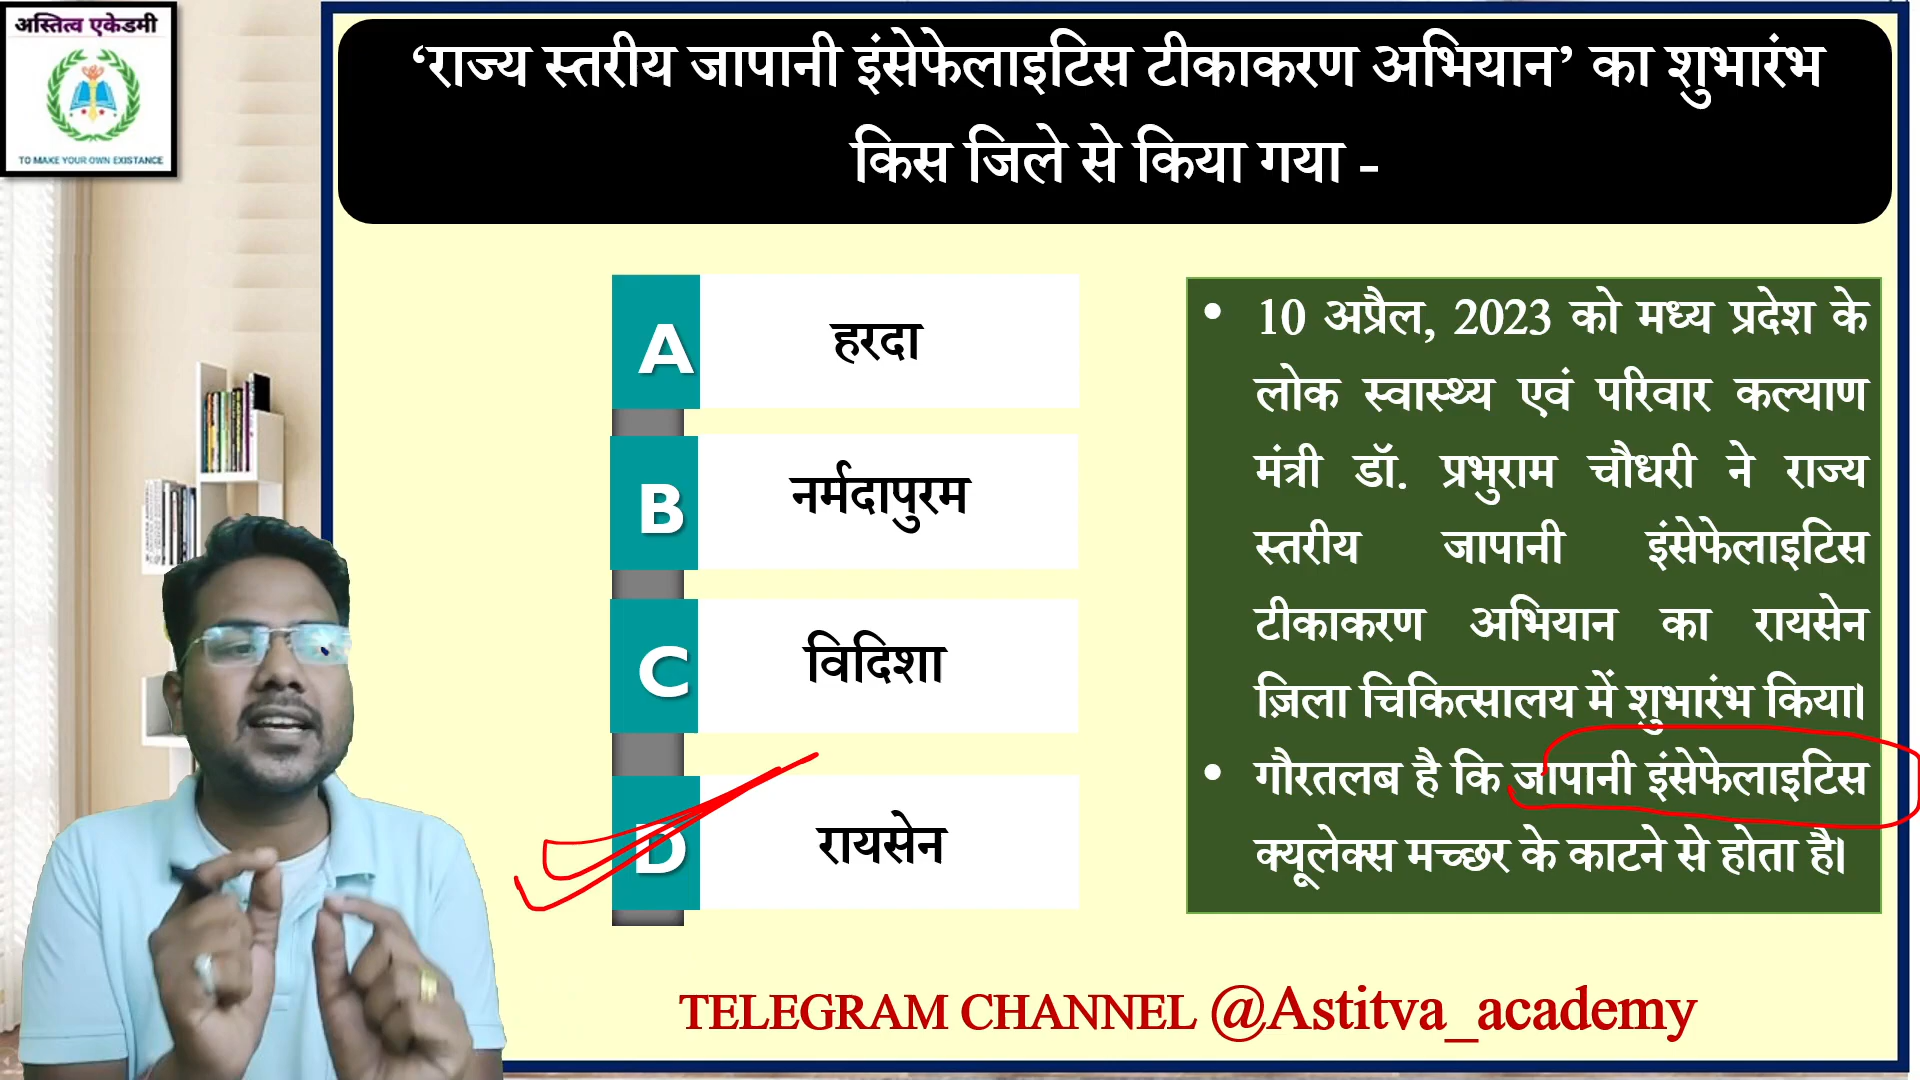 अस्तित्व एकेडमी
TO MAKE YOUR OWN EXISTANCE
‘राज्य स्तरीय जापानी इंसेफेलाइटिस टीकाकरण अभियान’ का शुभारंभ
किस जिले से किया गया -
A हरदा
B नर्मदापुरम
C विदिशा
D रायसेन
• 10 अप्रैल, 2023 को मध्य प्रदेश के
लोक स्वास्थ्य एवं परिवार कल्याण
मंत्री डॉ. प्रभुराम चौधरी ने राज्य
स्तरीय जापानी इंसेफेलाइटिस
टीकाकरण अभियान का रायसेन
ज़िला चिकित्सालय में शुभारंभ किया।
• गौरतलब है कि जापानी इंसेफेलाइटिस
क्यूलेक्स मच्छर के काटने से होता है।
TELEGRAM CHANNEL @Astitva_academy